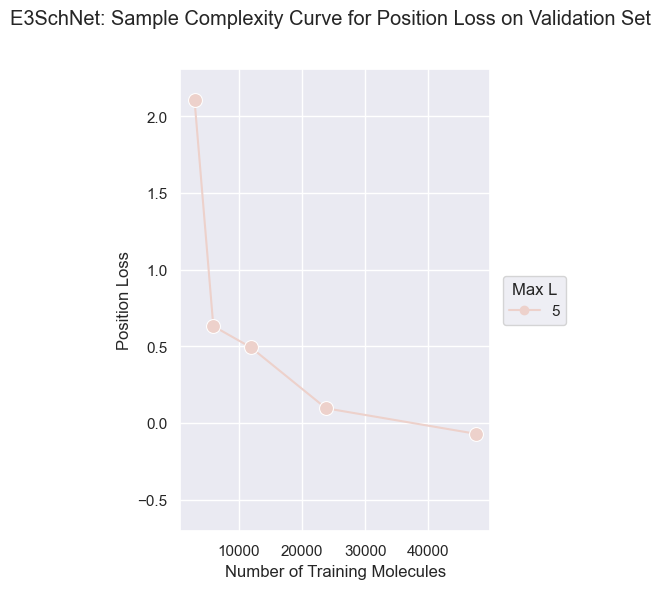 E3SchNet: Sample Complexity Curve for Position Loss on Validation Set
2.0
1.5
1.0
0.5
0.0
−0.5
Position Loss
10000 20000 30000 40000
Number of Training Molecules
Max L
5